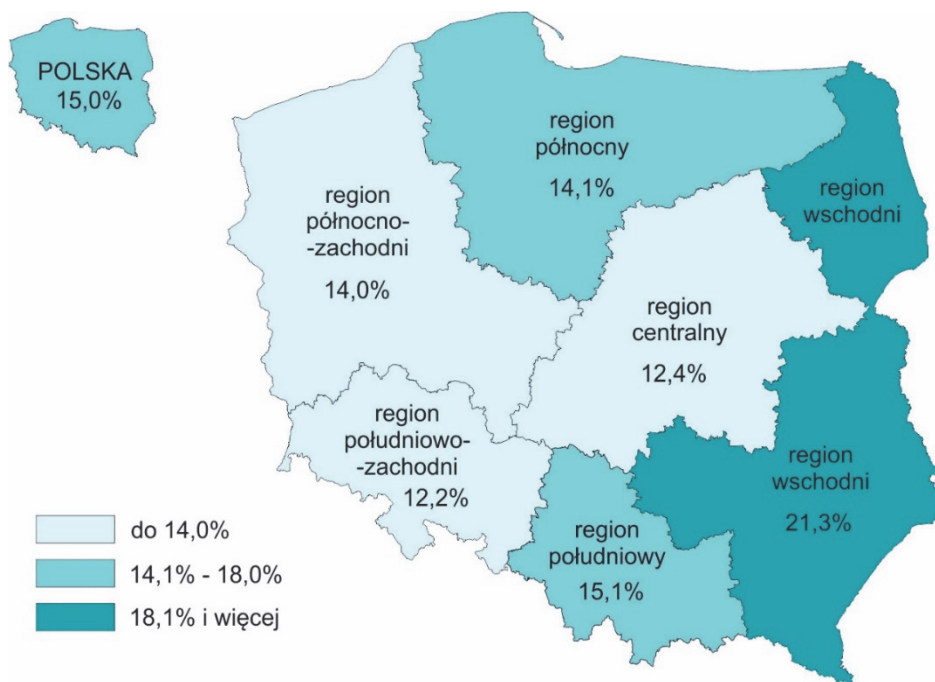 POLSKA
15,0%
region
północny
14,1%
region
wschodni
region
północno-
-zachodni
14,0%
region
centralny
12,4%
region
południowo-
-zachodni
12,2%
region
wschodni
21,3%
region
południowy
15,1%
do 14,0%
14,1% - 18,0%
18,1% i więcej